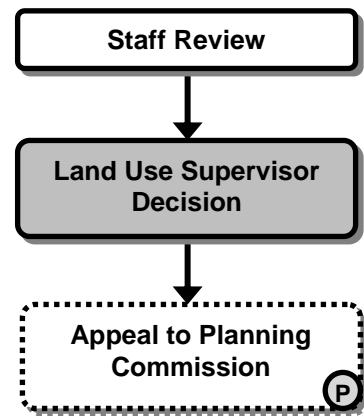 Staff Review
Land Use Supervisor
Decision
Appeal to Planning
Commission
P